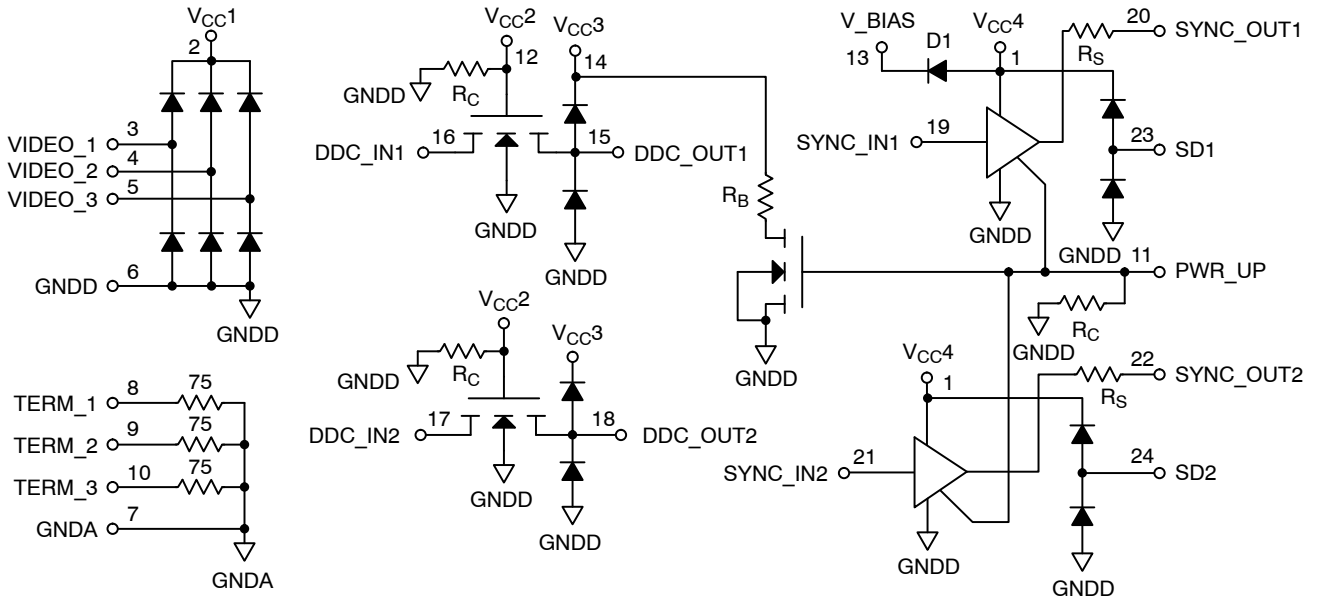 VCC1
2
VIDEO_1 3
VIDEO_2 4
VIDEO_3 5
GNDD 6
GNDD
TERM_1 8 75
TERM_2 9 75
TERM_3 10 75
GNDA 7
GNDA
VCC2
12
GNDD RC
VCC3
14
DDC_IN1 16
15 DDC_OUT1
GNDD
GNDD
VCC2
GNDD RC
VCC3
DDC_IN2 17
18 DDC_OUT2
GNDD
GNDD
RB
GNDD
V_BIAS
13
D1
VCC4
1
RS
20 SYNC_OUT1
SYNC_IN1 19
23 SD1
GNDD
GNDD
11 PWR_UP
GNDD RC
VCC4
1
RS
22 SYNC_OUT2
SYNC_IN2 21
24 SD2
GNDD
GNDD